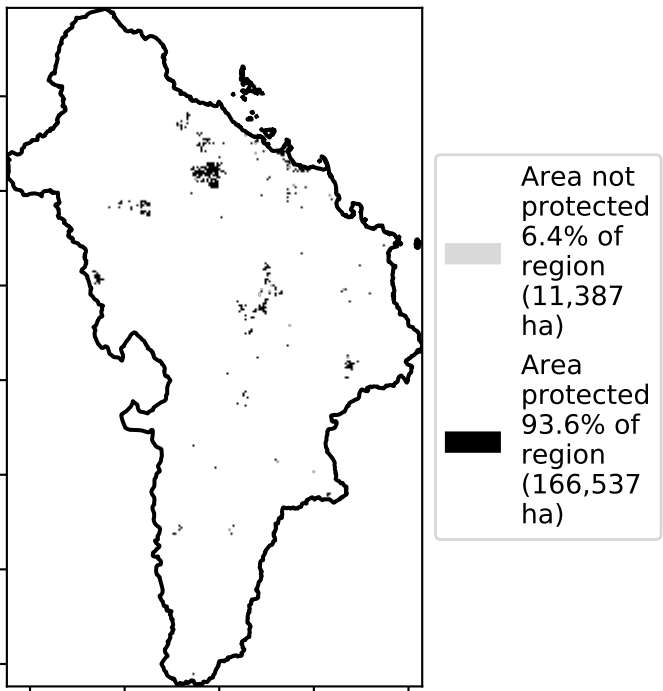 Area not
protected
6.4% of
region
(11,387
ha)
Area
protected
93.6% of
region
(166,537
ha)